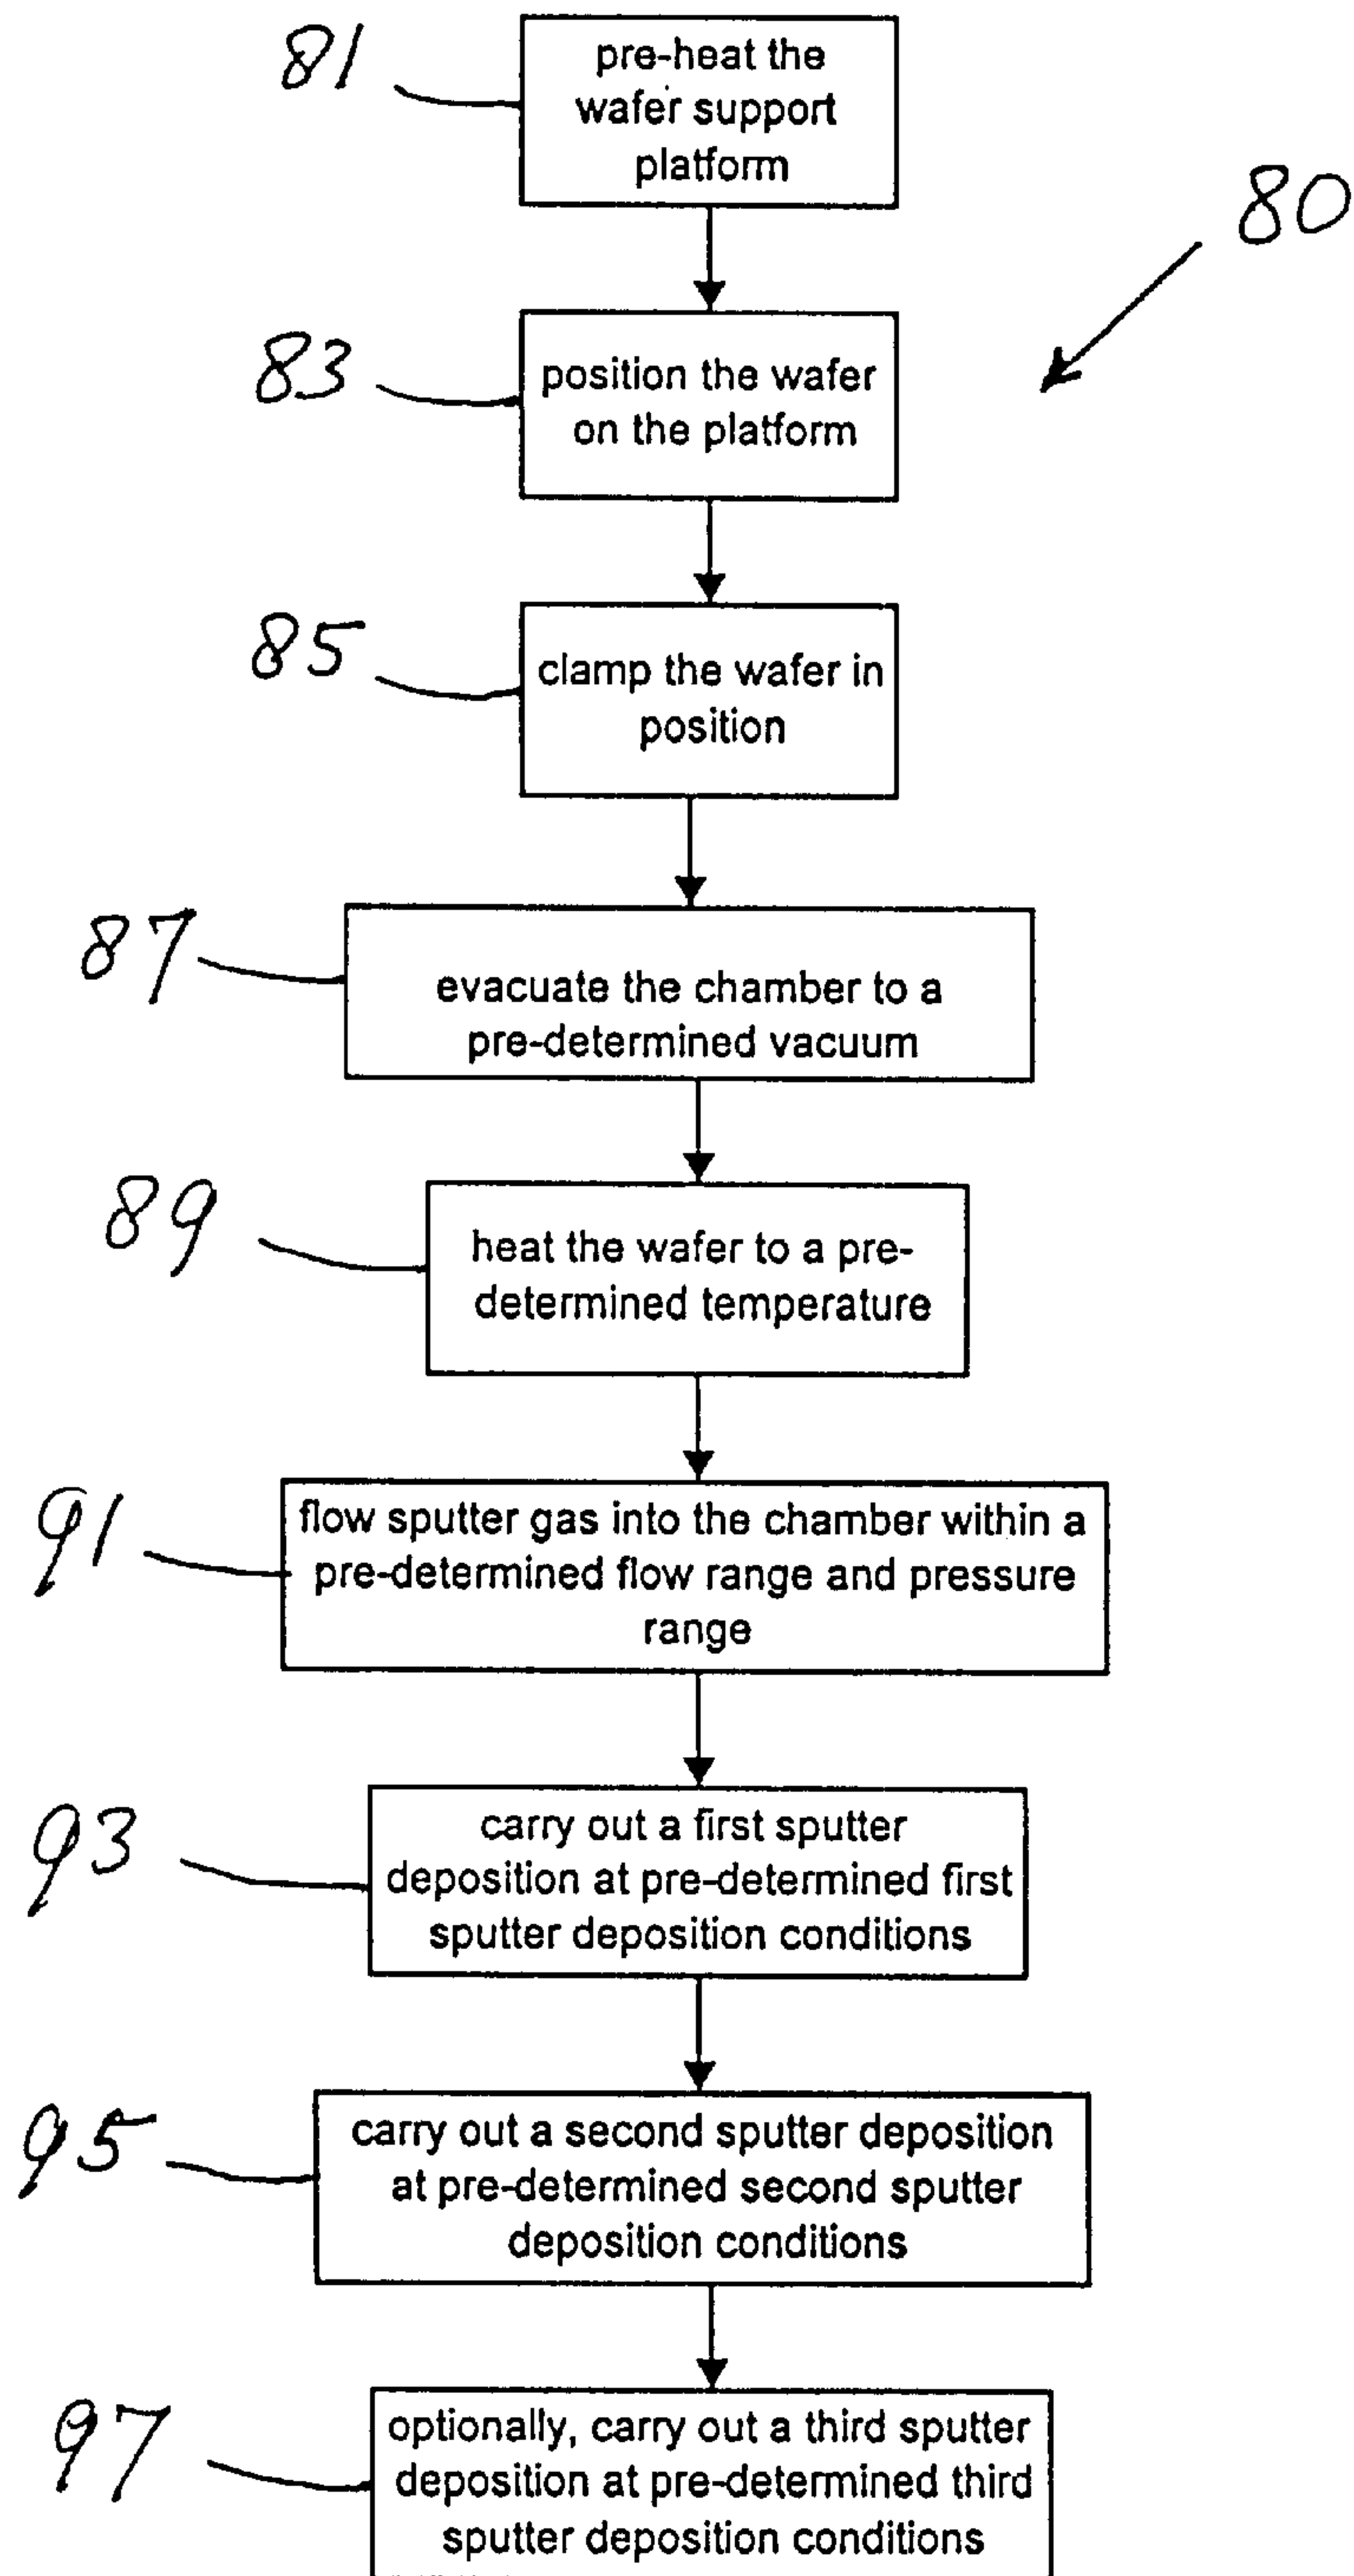 81
pre-heat the
wafer support
platform
80
83
position the wafer
on the platform
85
clamp the wafer in
position
87
evacuate the chamber to a
pre-determined vacuum
89
heat the wafer to a pre-
determined temperature
91
flow sputter gas into the chamber within a
pre-determined flow range and pressure
range
93
carry out a first sputter
deposition at pre-determined first
sputter deposition conditions
95
carry out a second sputter deposition
at pre-determined second sputter
deposition conditions
97
optionally, carry out a third sputter
deposition at pre-determined third
sputter deposition conditions